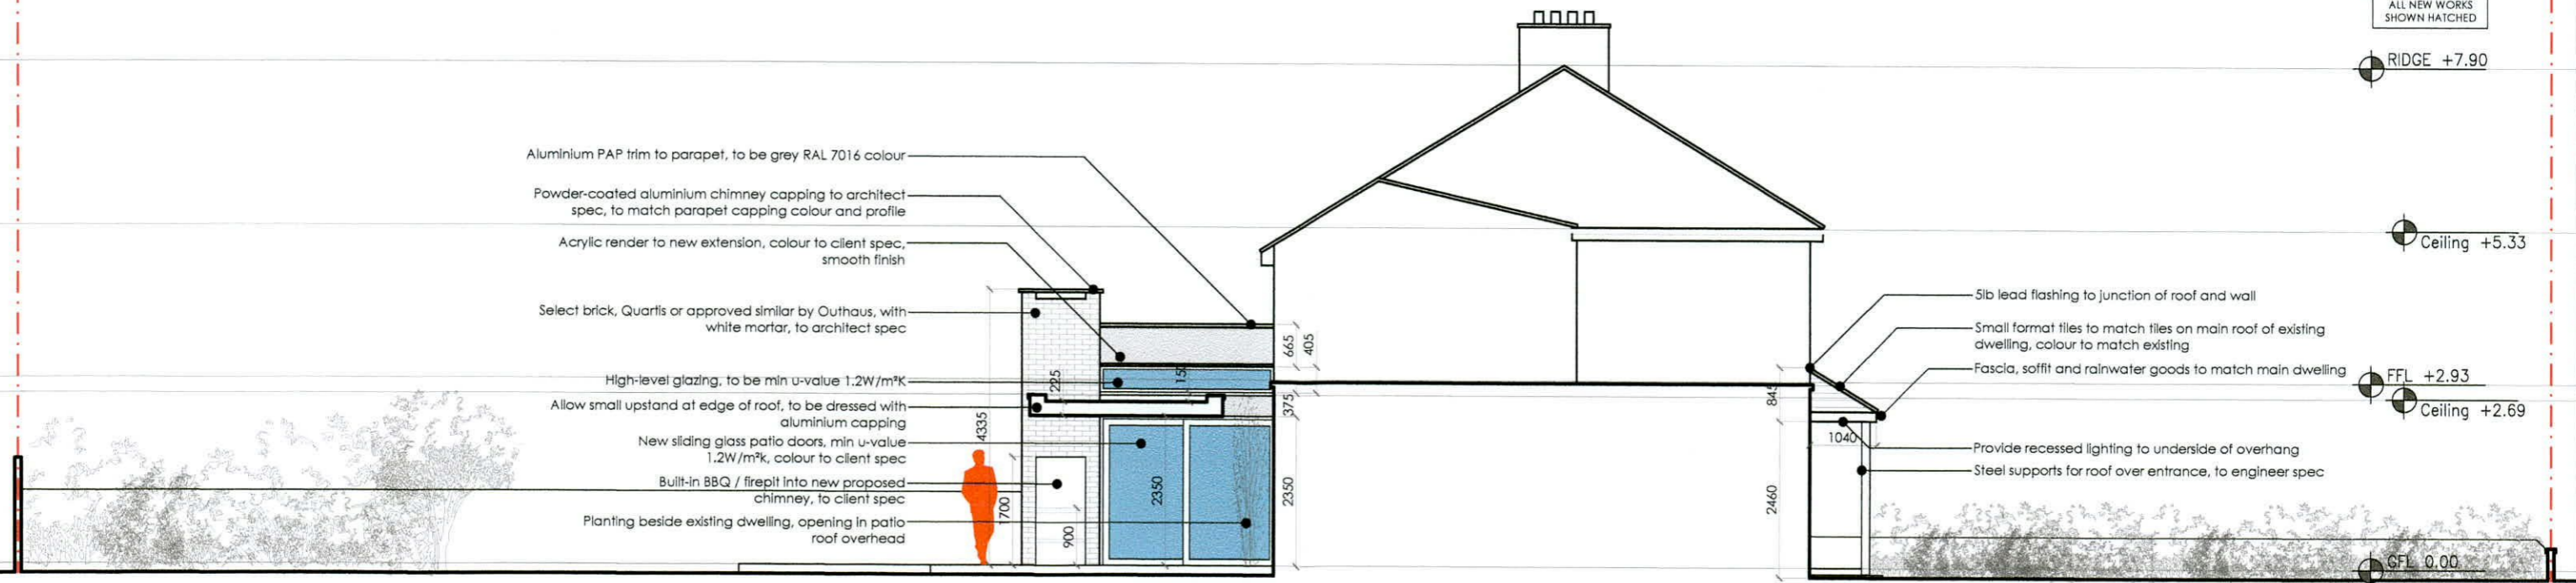 ALL NEW WORKS
SHOWN HATCHED
RIDGE +7.90
Aluminium PAP trim to parapet, to be grey RAL 7016 colour
Powder-coated aluminium chimney capping to architect
spec, to match parapet capping colour and profile
Acrylic render to new extension, colour to client spec,
smooth finish
Ceiling +5.33
Select brick, Quartis or approved similar by Outhaus, with
white mortar, to architect spec
5lb lead flashing to junction of roof and wall
Small format tiles to match tiles on main roof of existing
dwelling, colour to match existing
Fascia, soffit and rainwater goods to match main dwelling
665
405
High-level glazing, to be min u-value 1.2W/m²K
225
150
FFL +2.93
Allow small upstand at edge of roof, to be dressed with
aluminium capping
375
845
Ceiling +2.69
4335
New sliding glass patio doors, min u-value
1.2W/m²k, colour to client spec
1040
Provide recessed lighting to underside of overhang
Steel supports for roof over entrance, to engineer spec
Built-in BBQ / firepit into new proposed
chimney, to client spec
1700
2350
2350
2460
Planting beside existing dwelling, opening in patio
roof overhead
900
GFL 0.00